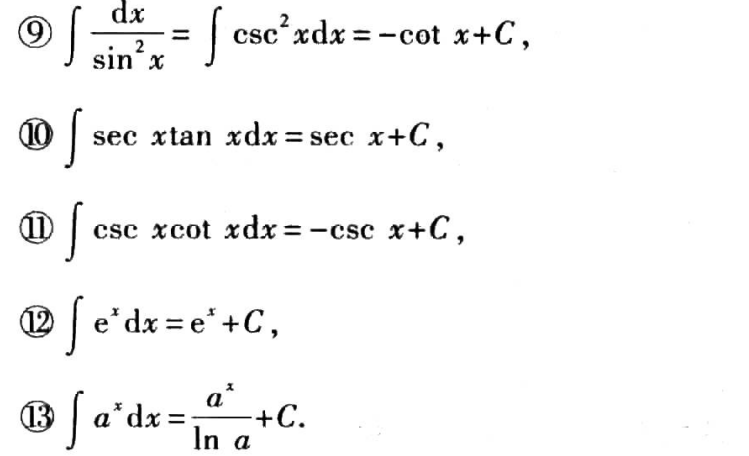 ⑨ ∫ dx/sin²x = ∫ csc²xdx = -cot x+C,
⑩ ∫ sec xtan xdx = sec x+C,
⑪ ∫ csc xcot xdx = -csc x+C,
⑫ ∫ eˣdx = eˣ+C,
⑬ ∫ aˣdx = aˣ/ln a +C.